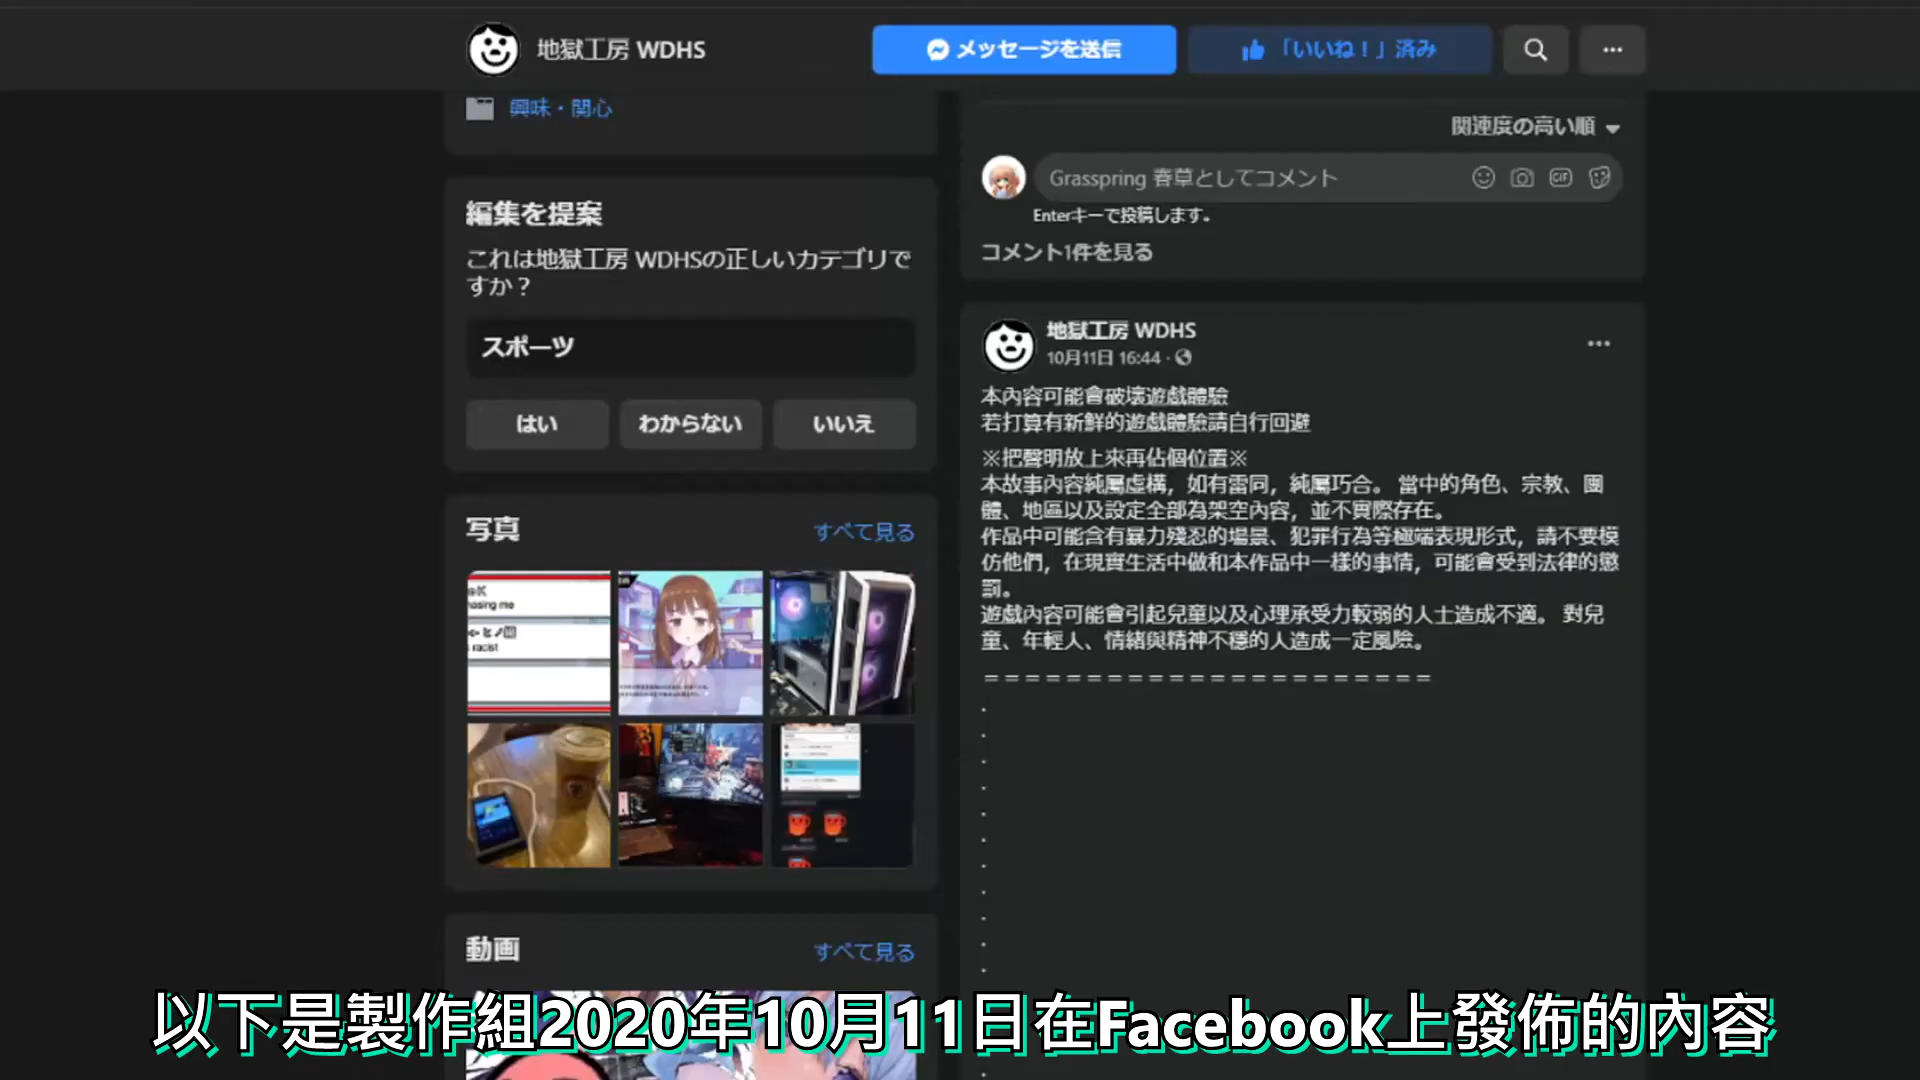 地獄工房 WDHS
メッセージを送信
「いいね！」済み
興味・関心
編集を提案
これは地獄工房 WDHSの正しいカテゴリで
すか？
スポーツ
はい
わからない
いいえ
写真
すべて見る
動画
すべて見る
関連度の高い順
Grasspring 春草としてコメント
GIF
Enterキーで投稿します。
コメント1件を見る
地獄工房 WDHS
10月11日 16:44
本內容可能會破壞遊戲體驗
若打算有新鮮的遊戲體驗請自行回避
※把聲明放上來再佔個位置※
本故事內容純屬虛構，如有雷同，純屬巧合。 當中的角色、宗教、團
體、地區以及設定全部為架空內容，並不實際存在。
作品中可能含有暴力殘忍的場景、犯罪行為等極端表現形式，請不要模
仿他們，在現實生活中做和本作品中一樣的事情，可能會受到法律的懲
罰。
遊戲內容可能會引起兒童以及心理承受力較弱的人士造成不適。 對兒
童、年輕人、情緒與精神不穩的人造成一定風險。
======================
.
.
.
.
.
.
.
.
.
.
.
以下是製作組2020年10月11日在Facebook上發佈的內容